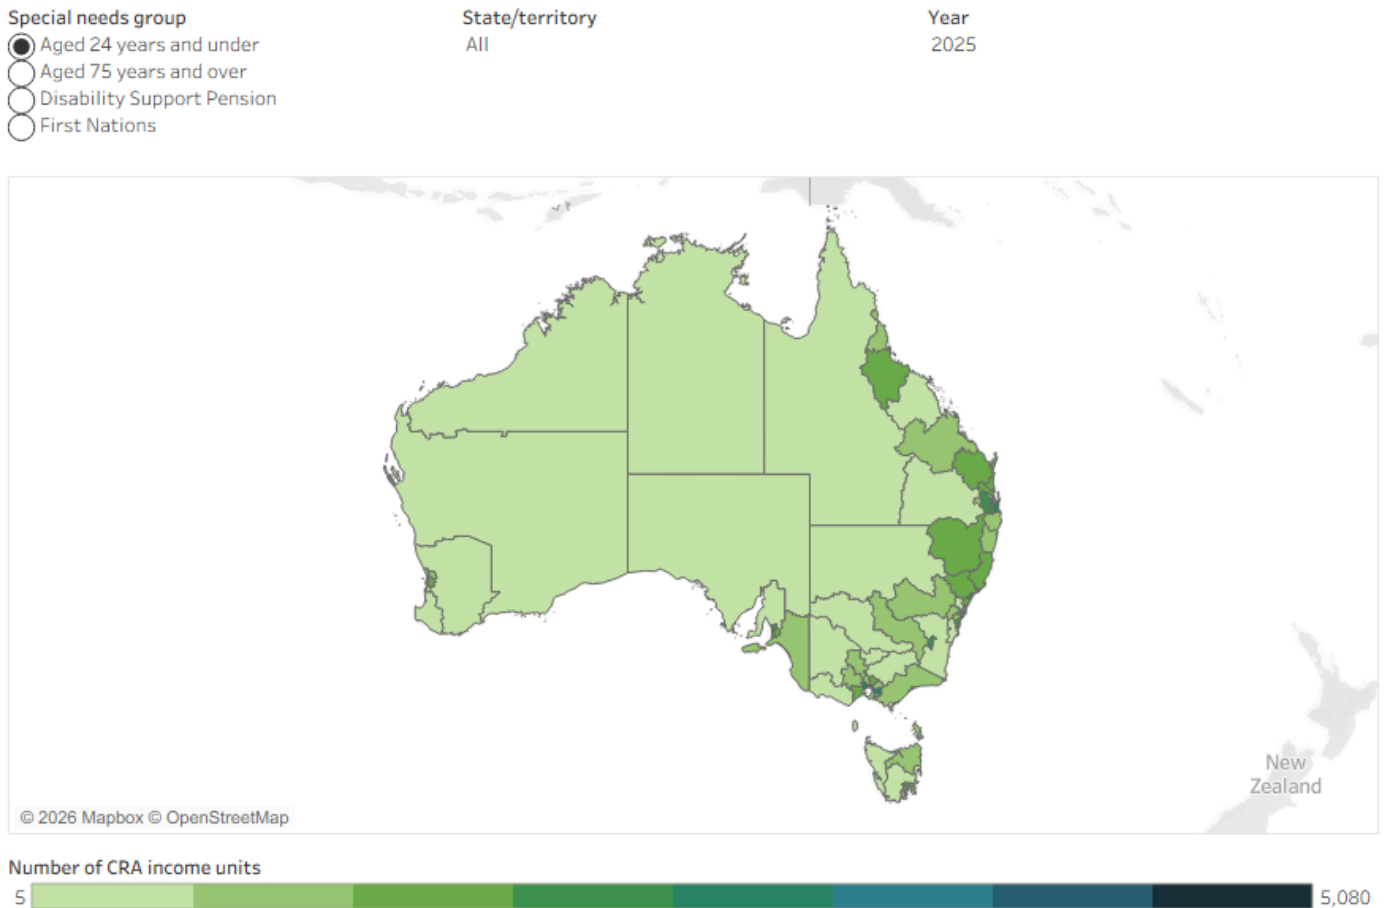 Special needs group
Aged 24 years and under
Aged 75 years and over
Disability Support Pension
First Nations
State/territory
All
Year
2025
New
Zealand
© 2026 Mapbox © OpenStreetMap
Number of CRA income units
5
5,080